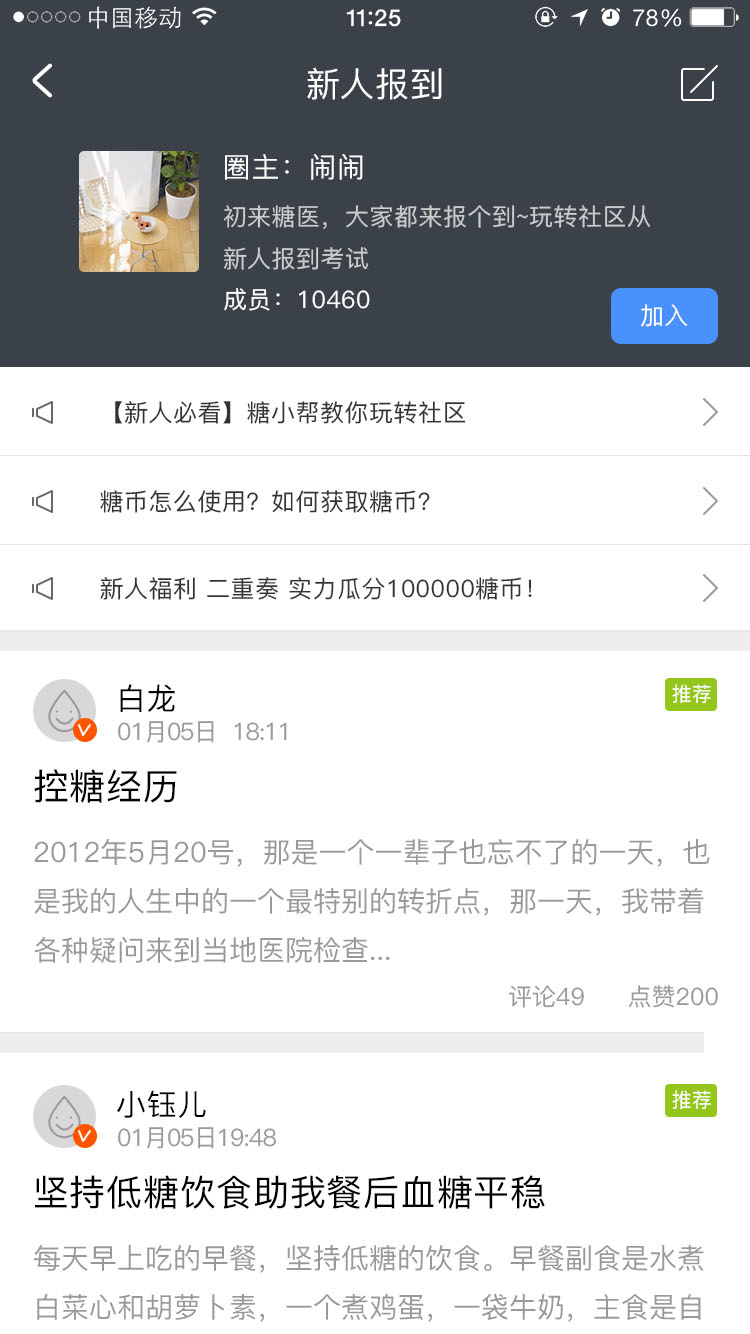 中国移动 11:25 78%
新人报到
圈主：闹闹
初来糖医，大家都来报个到~玩转社区从
新人报到考试
成员：10460
加入
【新人必看】糖小帮教你玩转社区
糖币怎么使用？如何获取糖币？
新人福利 二重奏 实力瓜分100000糖币！
白龙
推荐
01月05日 18:11
控糖经历
2012年5月20号，那是一个一辈子也忘不了的一天，也
是我的人生中的一个最特别的转折点，那一天，我带着
各种疑问来到当地医院检查...
评论49 点赞200
小钰儿
推荐
01月05日19:48
坚持低糖饮食助我餐后血糖平稳
每天早上吃的早餐，坚持低糖的饮食。早餐副食是水煮
白菜心和胡萝卜素，一个煮鸡蛋，一袋牛奶，主食是自